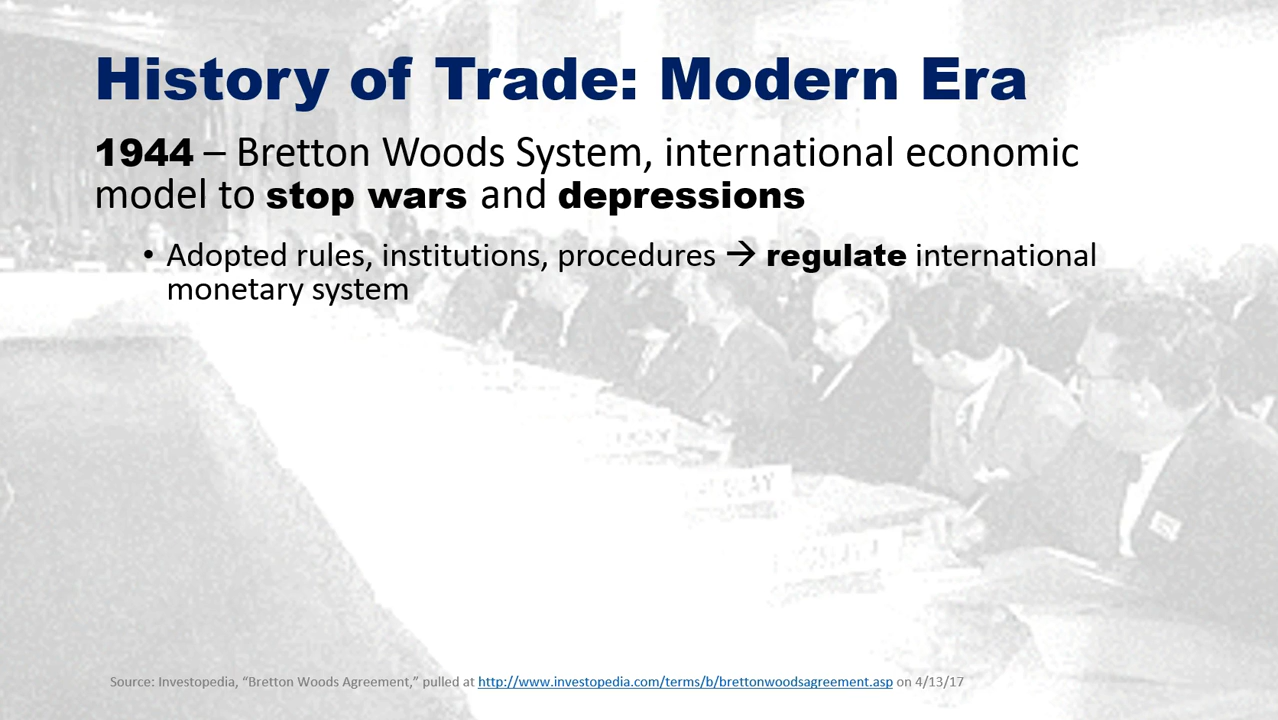 History of Trade: Modern Era
1944 – Bretton Woods System, international economic
model to stop wars and depressions
• Adopted rules, institutions, procedures → regulate international
monetary system
Source: Investopedia, “Bretton Woods Agreement,” pulled at http://www.investopedia.com/terms/b/brettonwoodsagreement.asp on 4/13/17